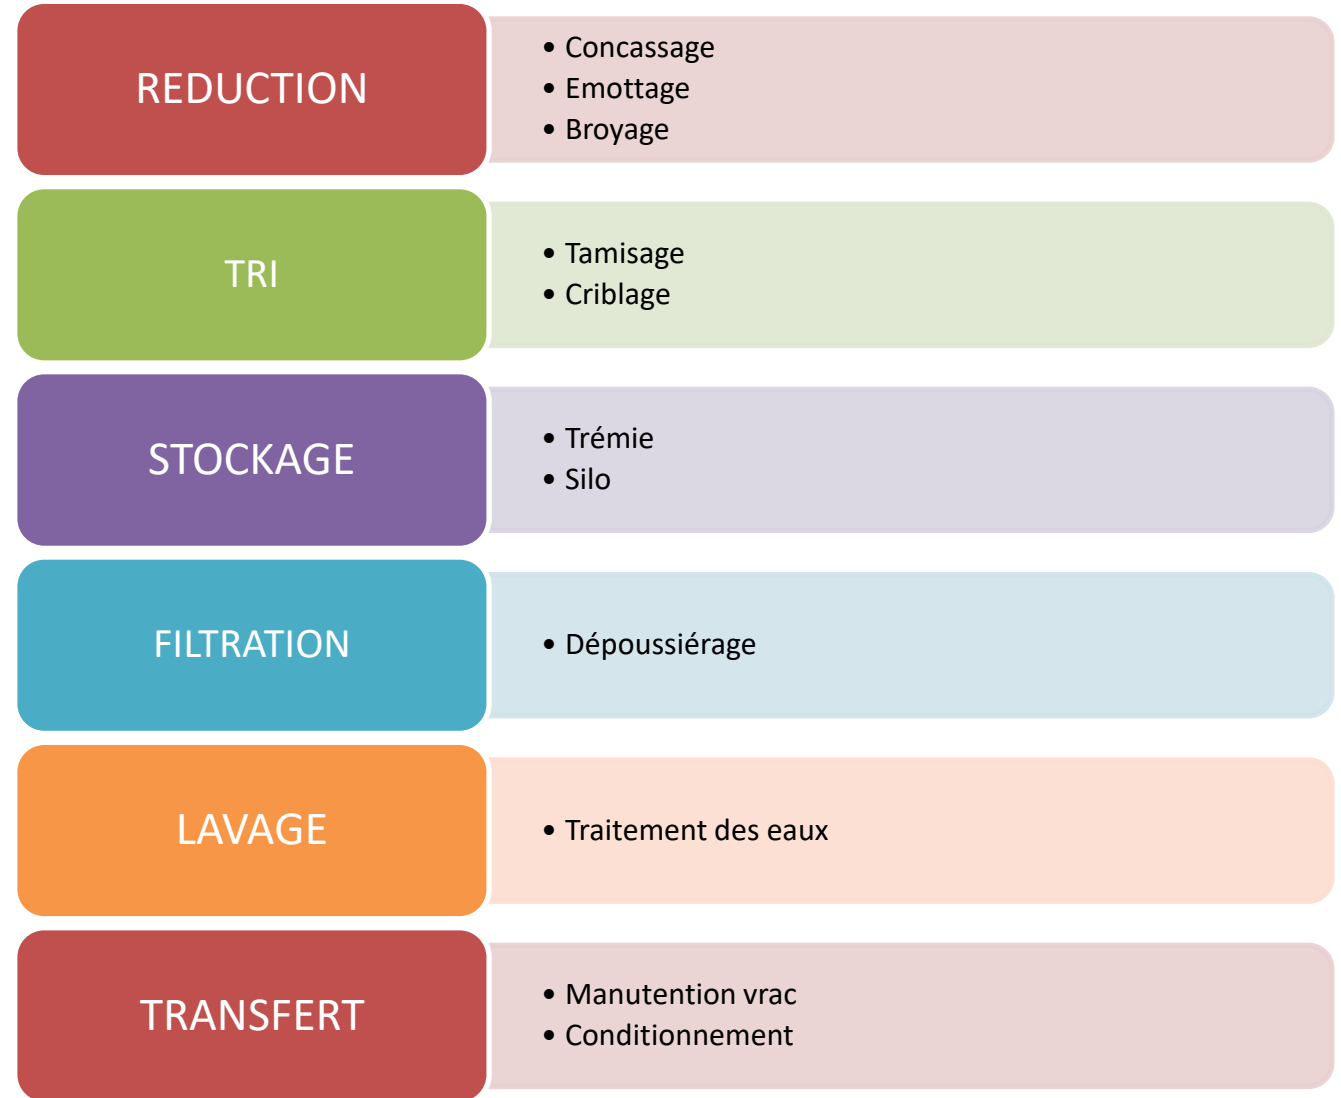 REDUCTION
• Concassage
• Emottage
• Broyage
TRI
• Tamisage
• Criblage
STOCKAGE
• Trémie
• Silo
FILTRATION
• Dépoussiérage
LAVAGE
• Traitement des eaux
TRANSFERT
• Manutention vrac
• Conditionnement